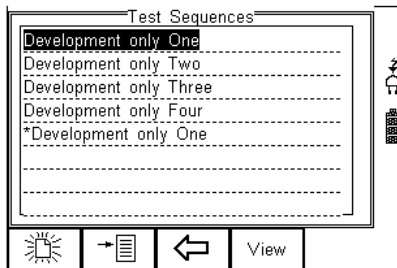 Test Sequences
Development only One
Development only Two
Development only Three
Development only Four
*Development only One
View